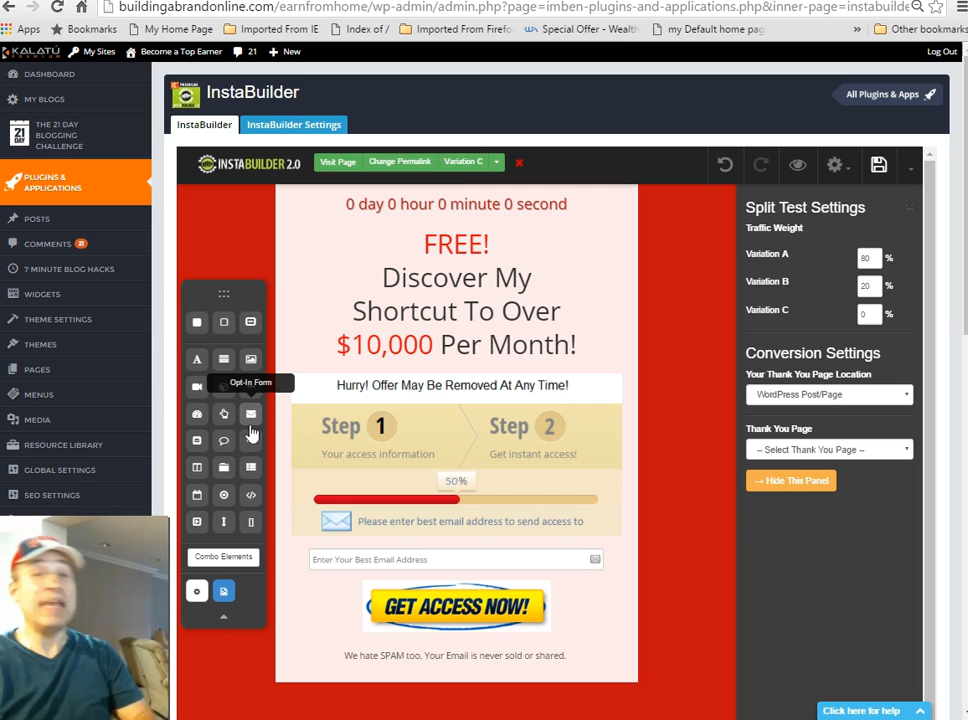 buildingabrandonline.com/earnfromhome/wp-admin/admin.php?page=imben-plugins-and-applications.php&inner-page=instabuilde
Apps Bookmarks My Home Page Imported From IE Index of / Imported From Firefo Special Offer - Wealth my Default home pag » Other bookmarks
KALATU PREMIUM My Sites Become a Top Earner 21 + New Log Out
DASHBOARD
MY BLOGS
21 DAY
THE 21 DAY
BLOGGING
CHALLENGE
PLUGINS &
APPLICATIONS
POSTS
COMMENTS 21
7 MINUTE BLOG HACKS
WIDGETS
THEME SETTINGS
THEMES
PAGES
MENUS
MEDIA
RESOURCE LIBRARY
GLOBAL SETTINGS
SEO SETTINGS
InstaBuilder
All Plugins & Apps
InstaBuilder InstaBuilder Settings
INSTABUILDER 2.0 Visit Page Change Permalink Variation C
0 day 0 hour 0 minute 0 second
FREE!
Discover My
Shortcut To Over
$10,000 Per Month!
Hurry! Offer May Be Removed At Any Time!
Step 1 Step 2
Your access information Get instant access!
50%
Please enter best email address to send access to
Enter Your Best Email Address
GET ACCESS NOW!
We hate SPAM too. Your Email is never sold or shared.
A
Opt-In Form
Combo Elements
Split Test Settings
Traffic Weight
Variation A 80 %
Variation B 20 %
Variation C 0 %
Conversion Settings
Your Thank You Page Location
WordPress Post/Page
Thank You Page
-- Select Thank You Page --
→ Hide This Panel
Click here for help